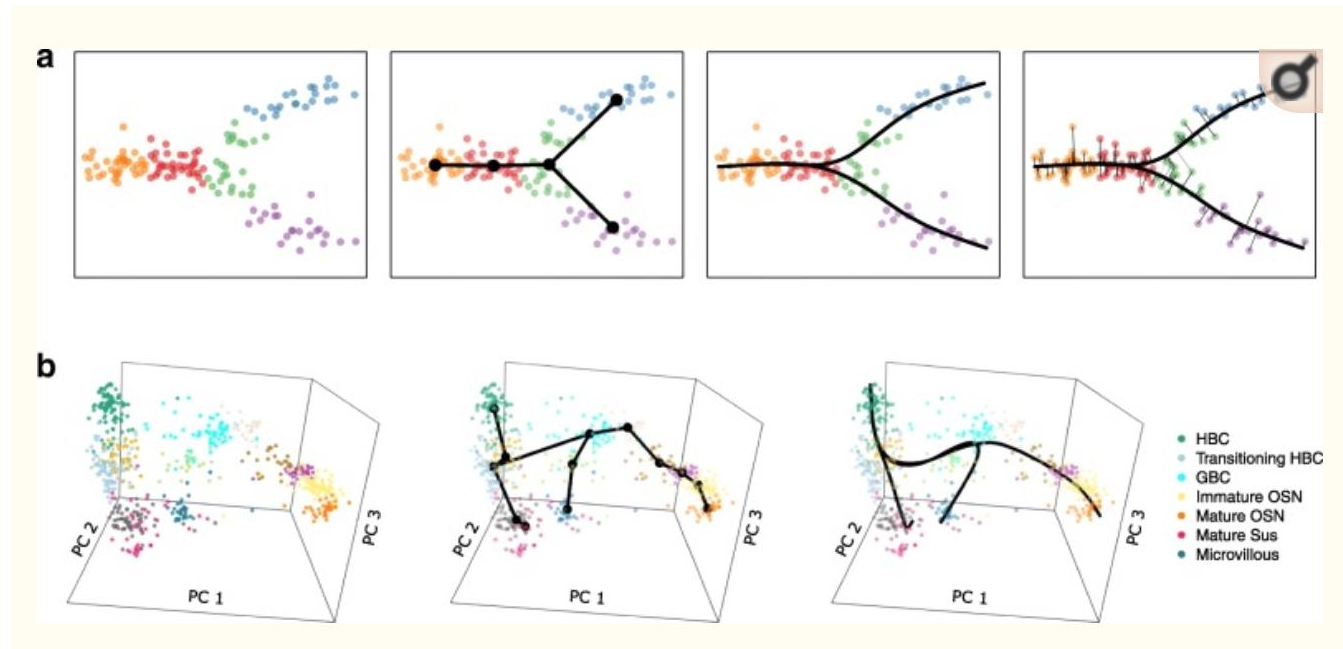 a
b
PC 2
PC 1
PC 3
PC 2
PC 1
PC 3
PC 2
PC 1
PC 3
HBC
Transitioning HBC
GBC
Immature OSN
Mature OSN
Mature Sus
Microvillous